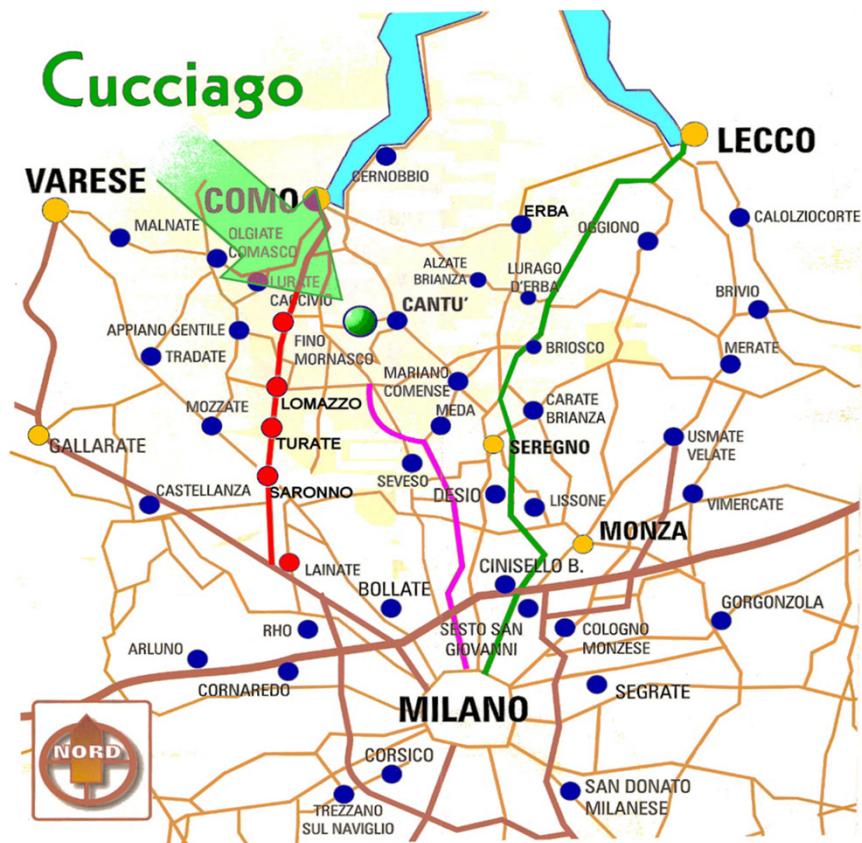 Cucciago
LECCO
VARESE
CERNOBBIO
COMO
ERBA
CALOLZIOCORTE
MALNATE
OLGIATE
COMASCO
OGGIONO
ALZATE
BRIANZA
LURAGO
D'ERBA
LURATE
CACCIVIO
CANTU'
BRIVIO
APPIANO GENTILE
FINO
MORNASCO
BRIOSCO
TRADATE
MERATE
MARIANO
COMENSE
LOMAZZO
CARATE
BRIANZA
MOZZATE
MEDA
TURATE
GALLARATE
SEREGNO
USMATE
VELATE
SEVESO
CASTELLANZA
SARONNO
DESIO
LISSONE
VIMERCATE
MONZA
LAINATE
CINISELLO B.
BOLLATE
GORGONZOLA
RHO
SESTO SAN
GIOVANNI
COLOGNO
MONZESE
ARLUNO
CORNAREDO
SEGRATE
MILANO
NORD
CORSICO
SAN DONATO
MILANESE
TREZZANO
SUL NAVIGLIO